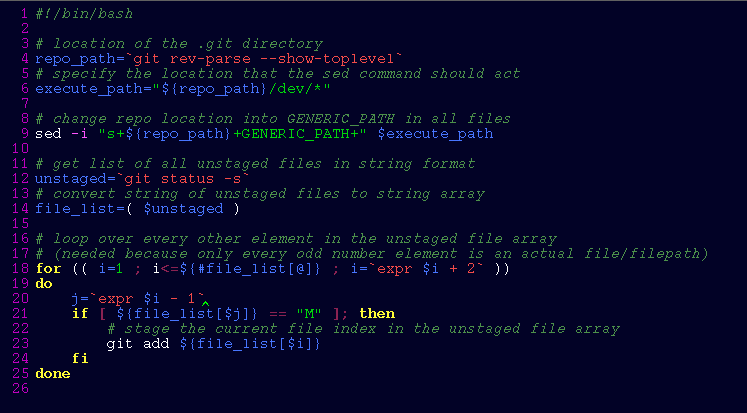 1 #!/bin/bash
2
3 # location of the .git directory
4 repo_path=`git rev-parse --show-toplevel`
5 # specify the location that the sed command should act
6 execute_path="${repo_path}/dev/*"
7
8 # change repo location into GENERIC_PATH in all files
9 sed -i "s+${repo_path}+GENERIC_PATH+" $execute_path
10
11 # get list of all unstaged files in string format
12 unstaged=`git status -s`
13 # convert string of unstaged files to string array
14 file_list=( $unstaged )
15
16 # loop over every other element in the unstaged file array
17 # (needed because only every odd number element is an actual file/filepath)
18 for (( i=1 ; i<=${#file_list[@]} ; i=`expr $i + 2` ))
19 do
20     j=`expr $i - 1`
21     if [ ${file_list[$j]} == "M" ]; then
22         # stage the current file index in the unstaged file array
23         git add ${file_list[$i]}
24     fi
25 done
26